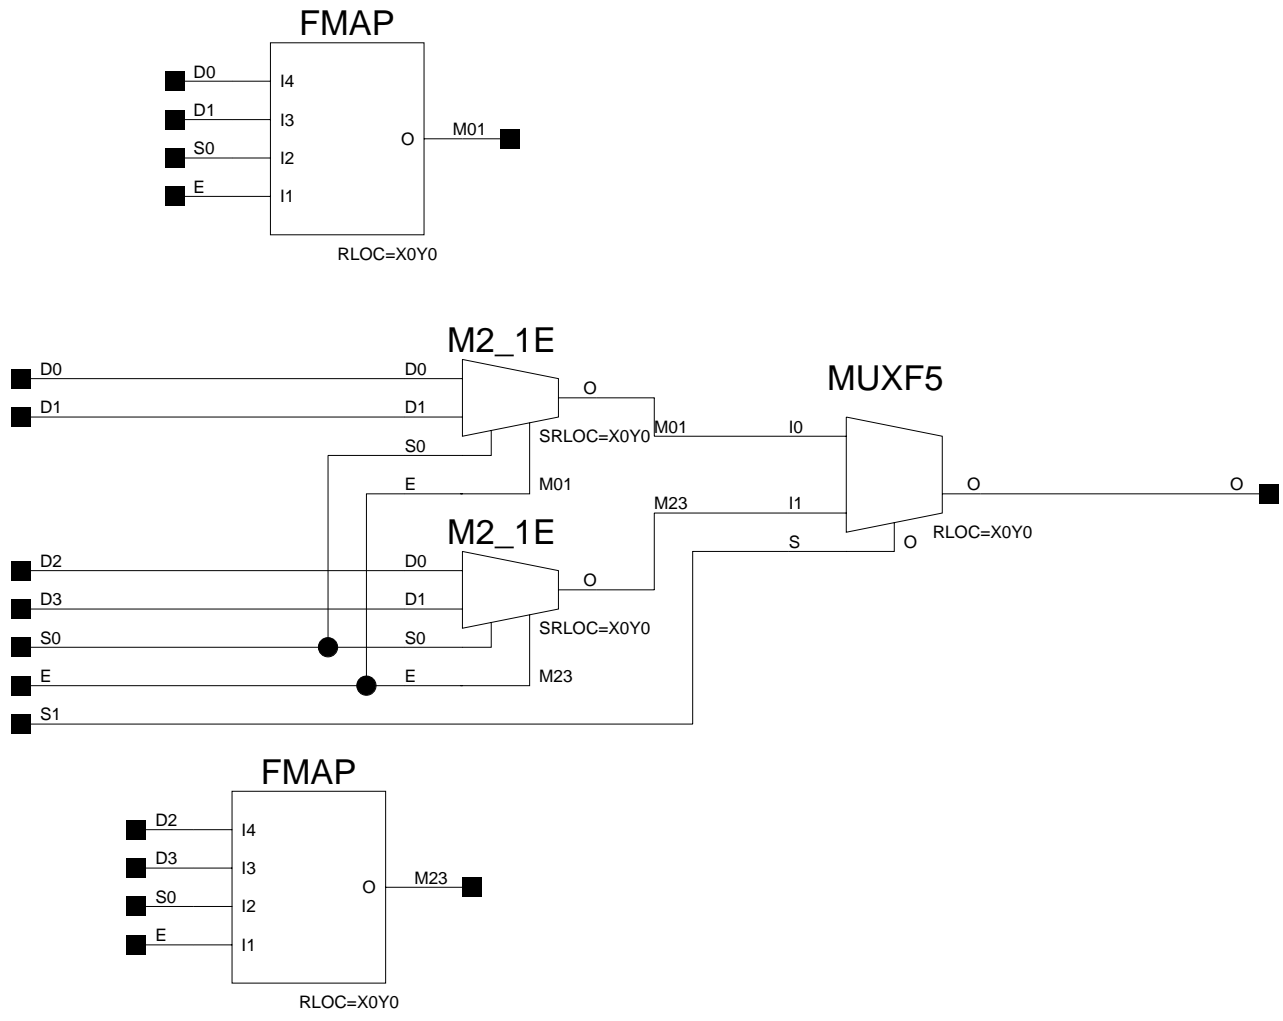 FMAP
D0 I4
D1 I3
O M01
S0 I2
E I1
RLOC=X0Y0
M2_1E
D0 D0
O
D1 D1
SRLOC=X0Y0
S0
E M01
MUXF5
M01 I0
M23 I1
O O
S O
RLOC=X0Y0
M2_1E
D2 D0
O
D3 D1
SRLOC=X0Y0
S0 S0
E E M23
S1
FMAP
D2 I4
D3 I3
O M23
S0 I2
E I1
RLOC=X0Y0